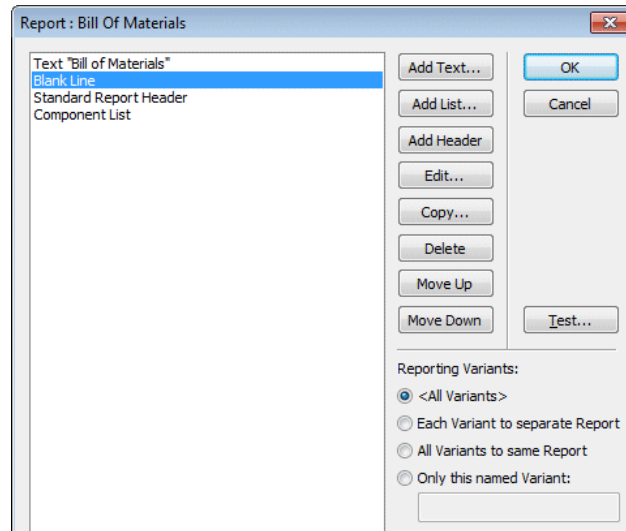 Report : Bill Of Materials
Text "Bill of Materials"
Blank Line
Standard Report Header
Component List
Add Text...
Add List...
Add Header
Edit...
Copy...
Delete
Move Up
Move Down
OK
Cancel
Test...
Reporting Variants:
<All Variants>
Each Variant to separate Report
All Variants to same Report
Only this named Variant: